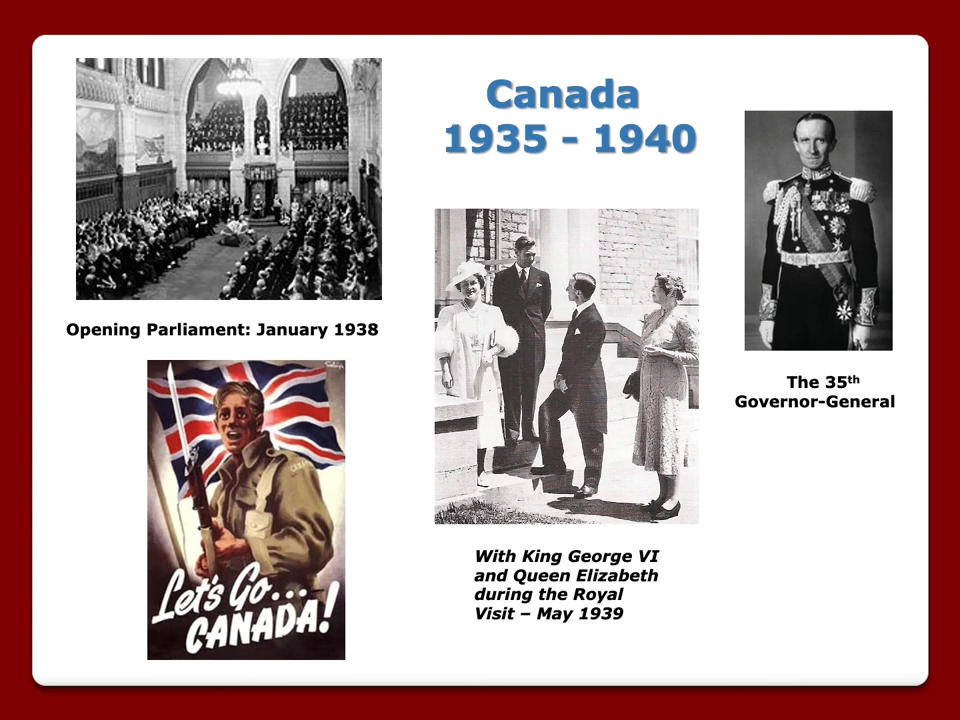 Canada
1935 - 1940
Opening Parliament: January 1938
The 35th
Governor-General
CANADA
Let's Go...
CANADA!
With King George VI
and Queen Elizabeth
during the Royal
Visit – May 1939